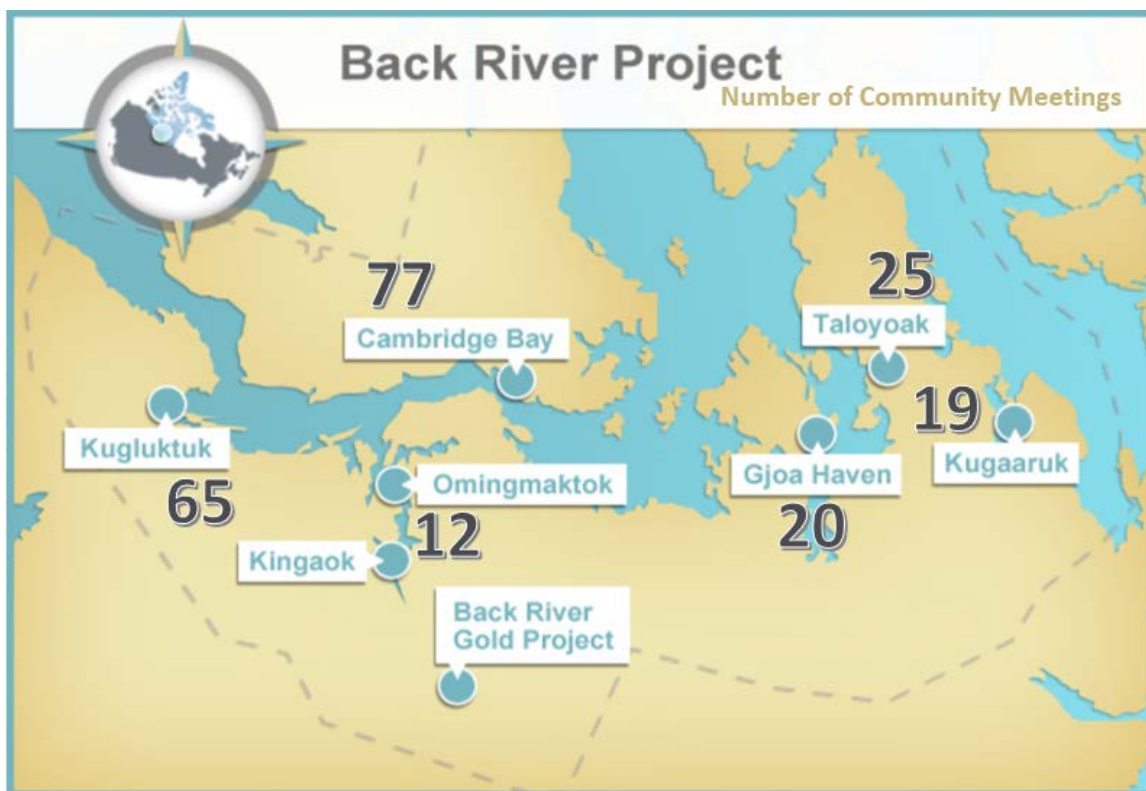 Back River Project
Number of Community Meetings
77
Cambridge Bay
25
Taloyoak
19
Kugaaruk
Kugluktuk
65
Omingmaktok
12
Kingaok
Gjoa Haven
20
Back River
Gold Project